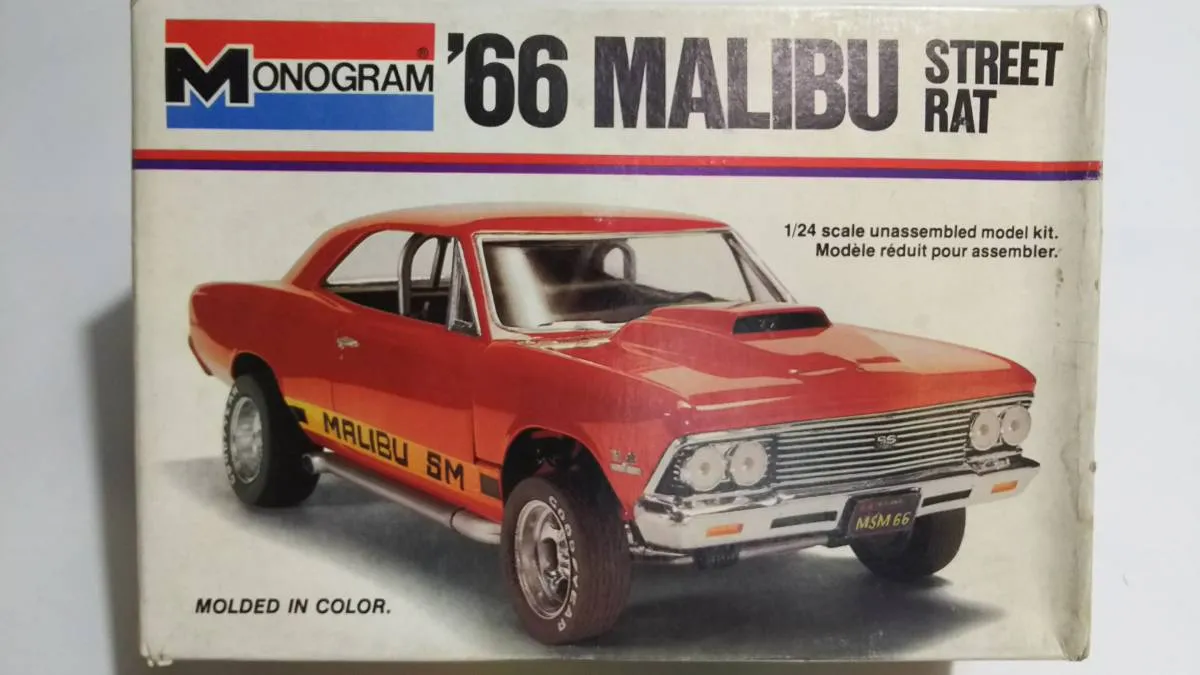 MONOGRAM ®
'66 MALIBU STREET RAT
1/24 scale unassembled model kit.
Modèle réduit pour assembler.
MALIBU SM
SS
MSM 66
GOODYEAR
MOLDED IN COLOR.